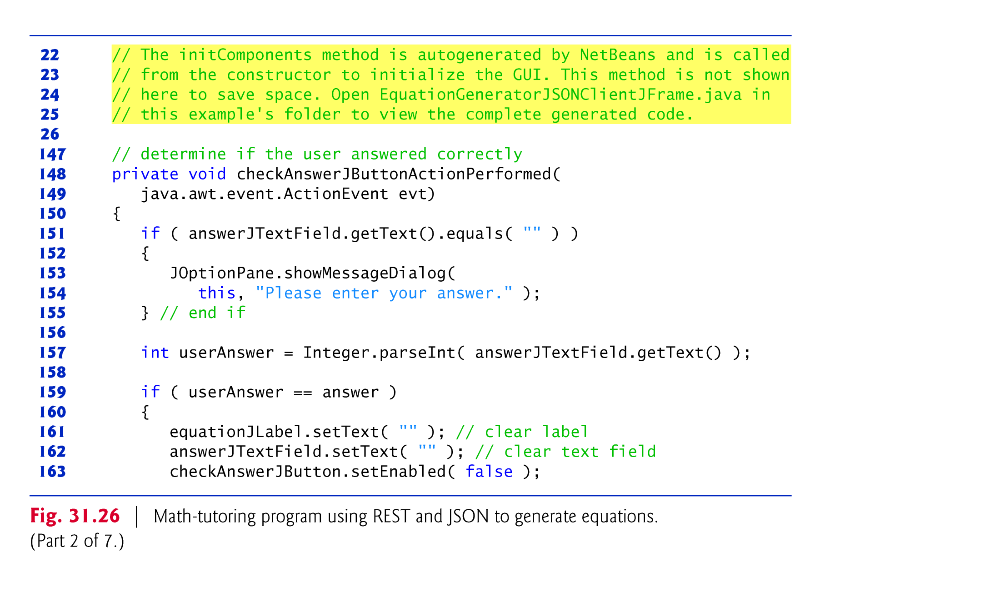 22 // The initComponents method is autogenerated by NetBeans and is called
23 // from the constructor to initialize the GUI. This method is not shown
24 // here to save space. Open EquationGeneratorJSONClientJFrame.java in
25 // this example's folder to view the complete generated code.
26
147 // determine if the user answered correctly
148 private void checkAnswerJButtonActionPerformed(
149    java.awt.event.ActionEvent evt)
150 {
151    if ( answerJTextField.getText().equals( "" ) )
152    {
153       JOptionPane.showMessageDialog(
154          this, "Please enter your answer." );
155    } // end if
156
157    int userAnswer = Integer.parseInt( answerJTextField.getText() );
158
159    if ( userAnswer == answer )
160    {
161       equationJLabel.setText( "" ); // clear label
162       answerJTextField.setText( "" ); // clear text field
163       checkAnswerJButton.setEnabled( false );
Fig. 31.26 | Math-tutoring program using REST and JSON to generate equations.
(Part 2 of 7.)